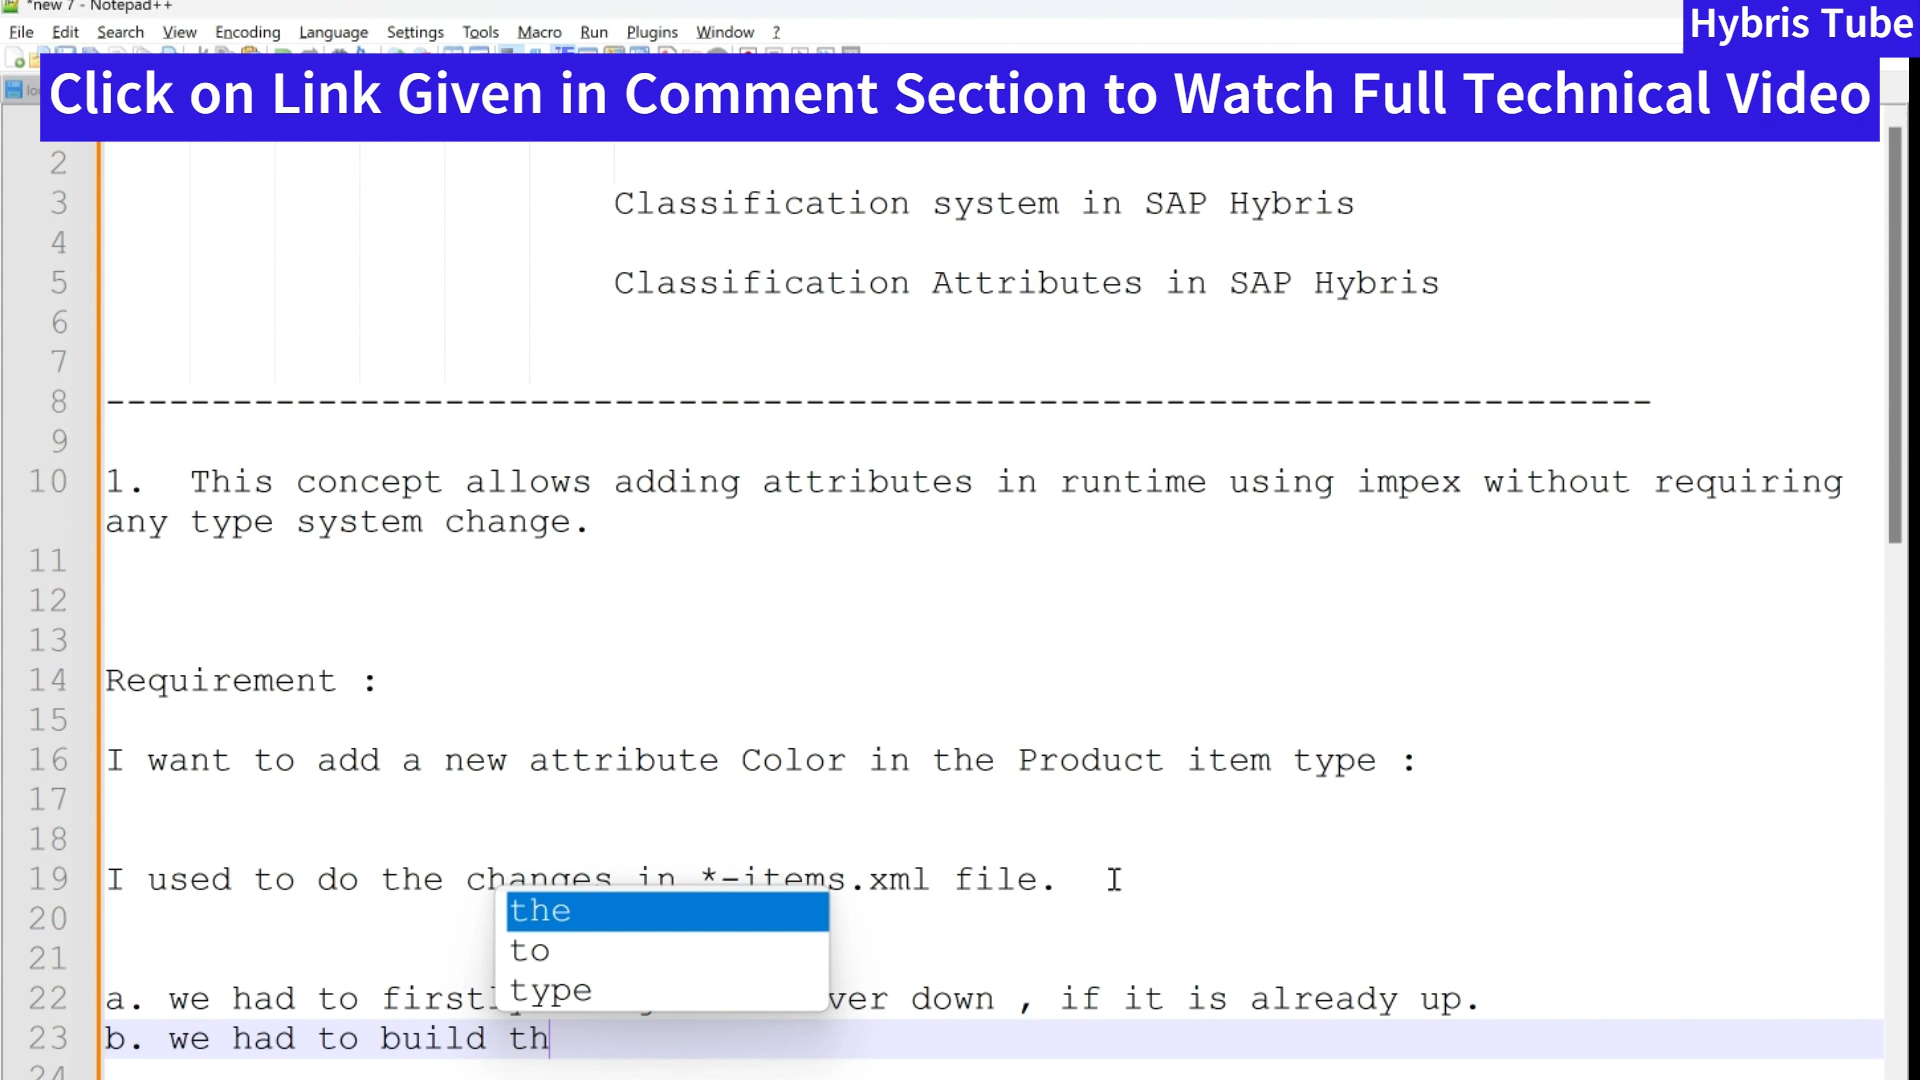 *new 7 - Notepad++
Hybris Tube
File Edit Search View Encoding Language Settings Tools Macro Run Plugins Window ?
Click on Link Given in Comment Section to Watch Full Technical Video
2
3 Classification system in SAP Hybris
4
5 Classification Attributes in SAP Hybris
6
7
8 -------------------------------------------------------------------------
9
10 1. This concept allows adding attributes in runtime using impex without requiring
any type system change.
11
12
13
14 Requirement :
15
16 I want to add a new attribute Color in the Product item type :
17
18
19 I used to do the changes in *-items.xml file.
20
the
21
to
type
22 a. we had to first ver down , if it is already up.
23 b. we had to build th
24